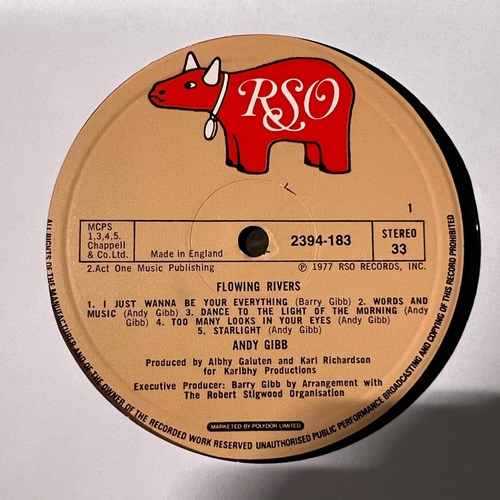 RSO
1
MCPS
1,3,4,5.
Chappell
& Co.Ltd.
Made in England
2394-183
STEREO
33
2.Act One Music Publishing
℗ 1977 RSO RECORDS, INC.
FLOWING RIVERS
1. I JUST WANNA BE YOUR EVERYTHING (Barry Gibb) 2. WORDS AND
MUSIC (Andy Gibb) 3. DANCE TO THE LIGHT OF THE MORNING (Andy
Gibb) 4. TOO MANY LOOKS IN YOUR EYES (Andy Gibb)
5. STARLIGHT (Andy Gibb)
ANDY GIBB
Produced by Albhy Galuten and Karl Richardson
for Karlbhy Productions
Executive Producer: Barry Gibb by Arrangement with
The Robert Stigwood Organisation
MARKETED BY POLYDOR LIMITED
ALL RIGHTS OF THE MANUFACTURER AND OF THE OWNER OF THE RECORDED WORK RESERVED UNAUTHORISED PUBLIC PERFORMANCE BROADCASTING AND COPYING OF THIS RECORD PROHIBITED